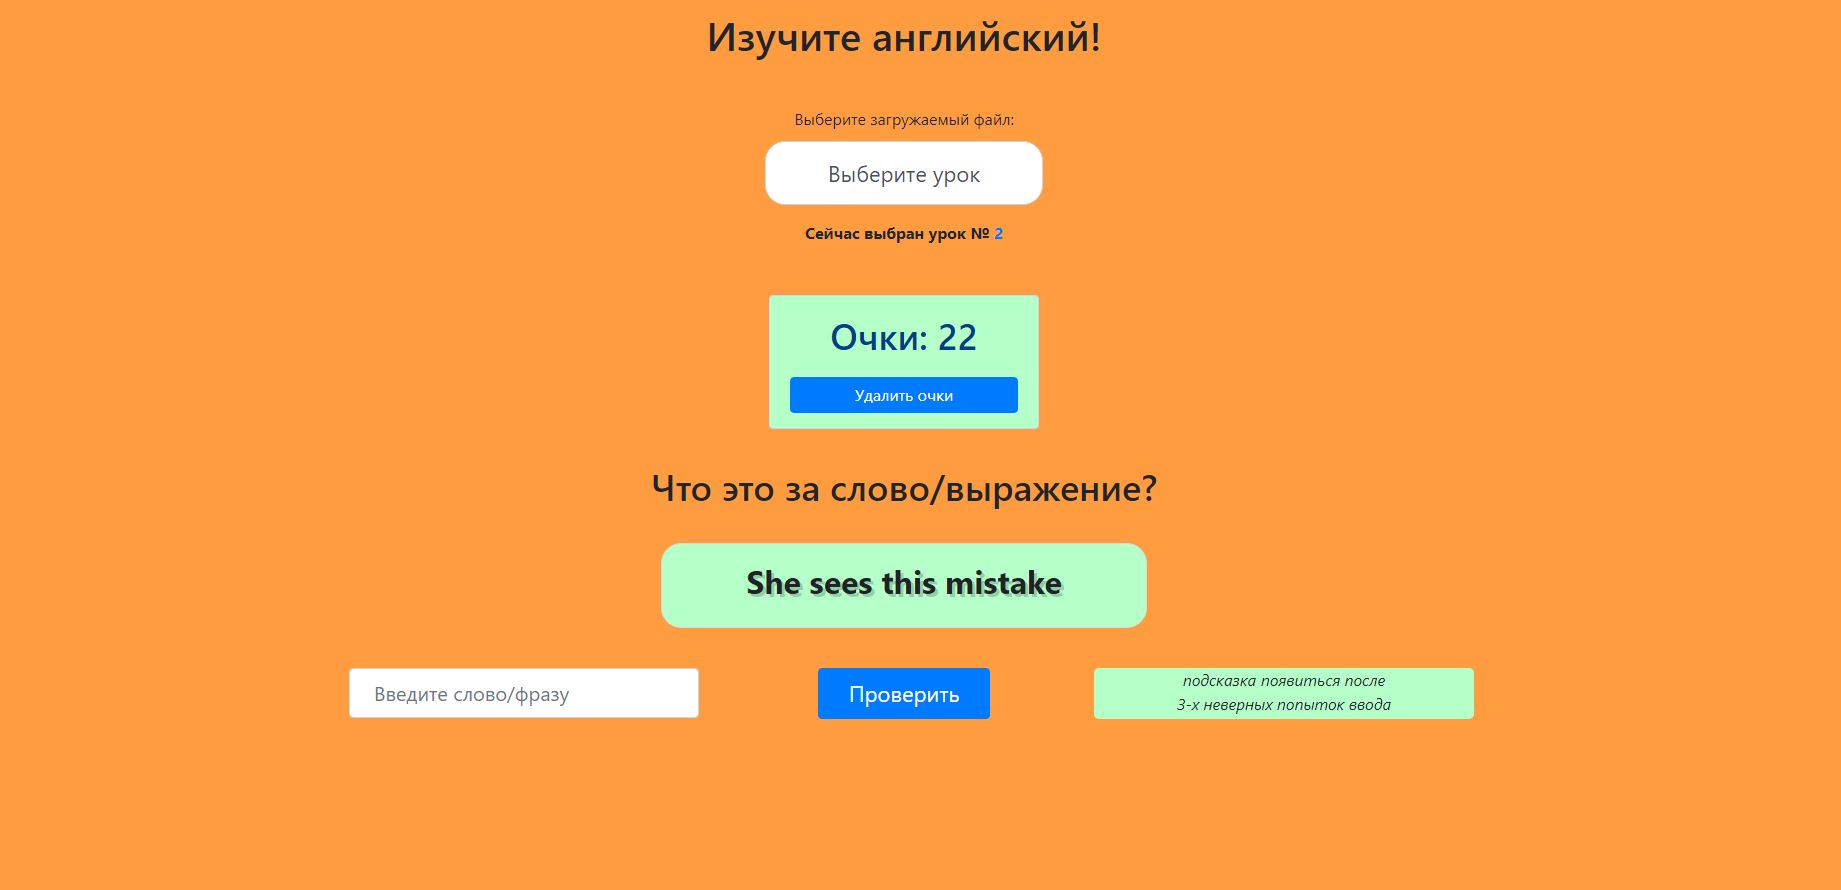 Изучите английский!
Выберите загружаемый файл:
Выберите урок
Сейчас выбран урок № 2
Очки: 22
Удалить очки
Что это за слово/выражение?
She sees this mistake
Введите слово/фразу
Проверить
подсказка появиться после
3-х неверных попыток ввода